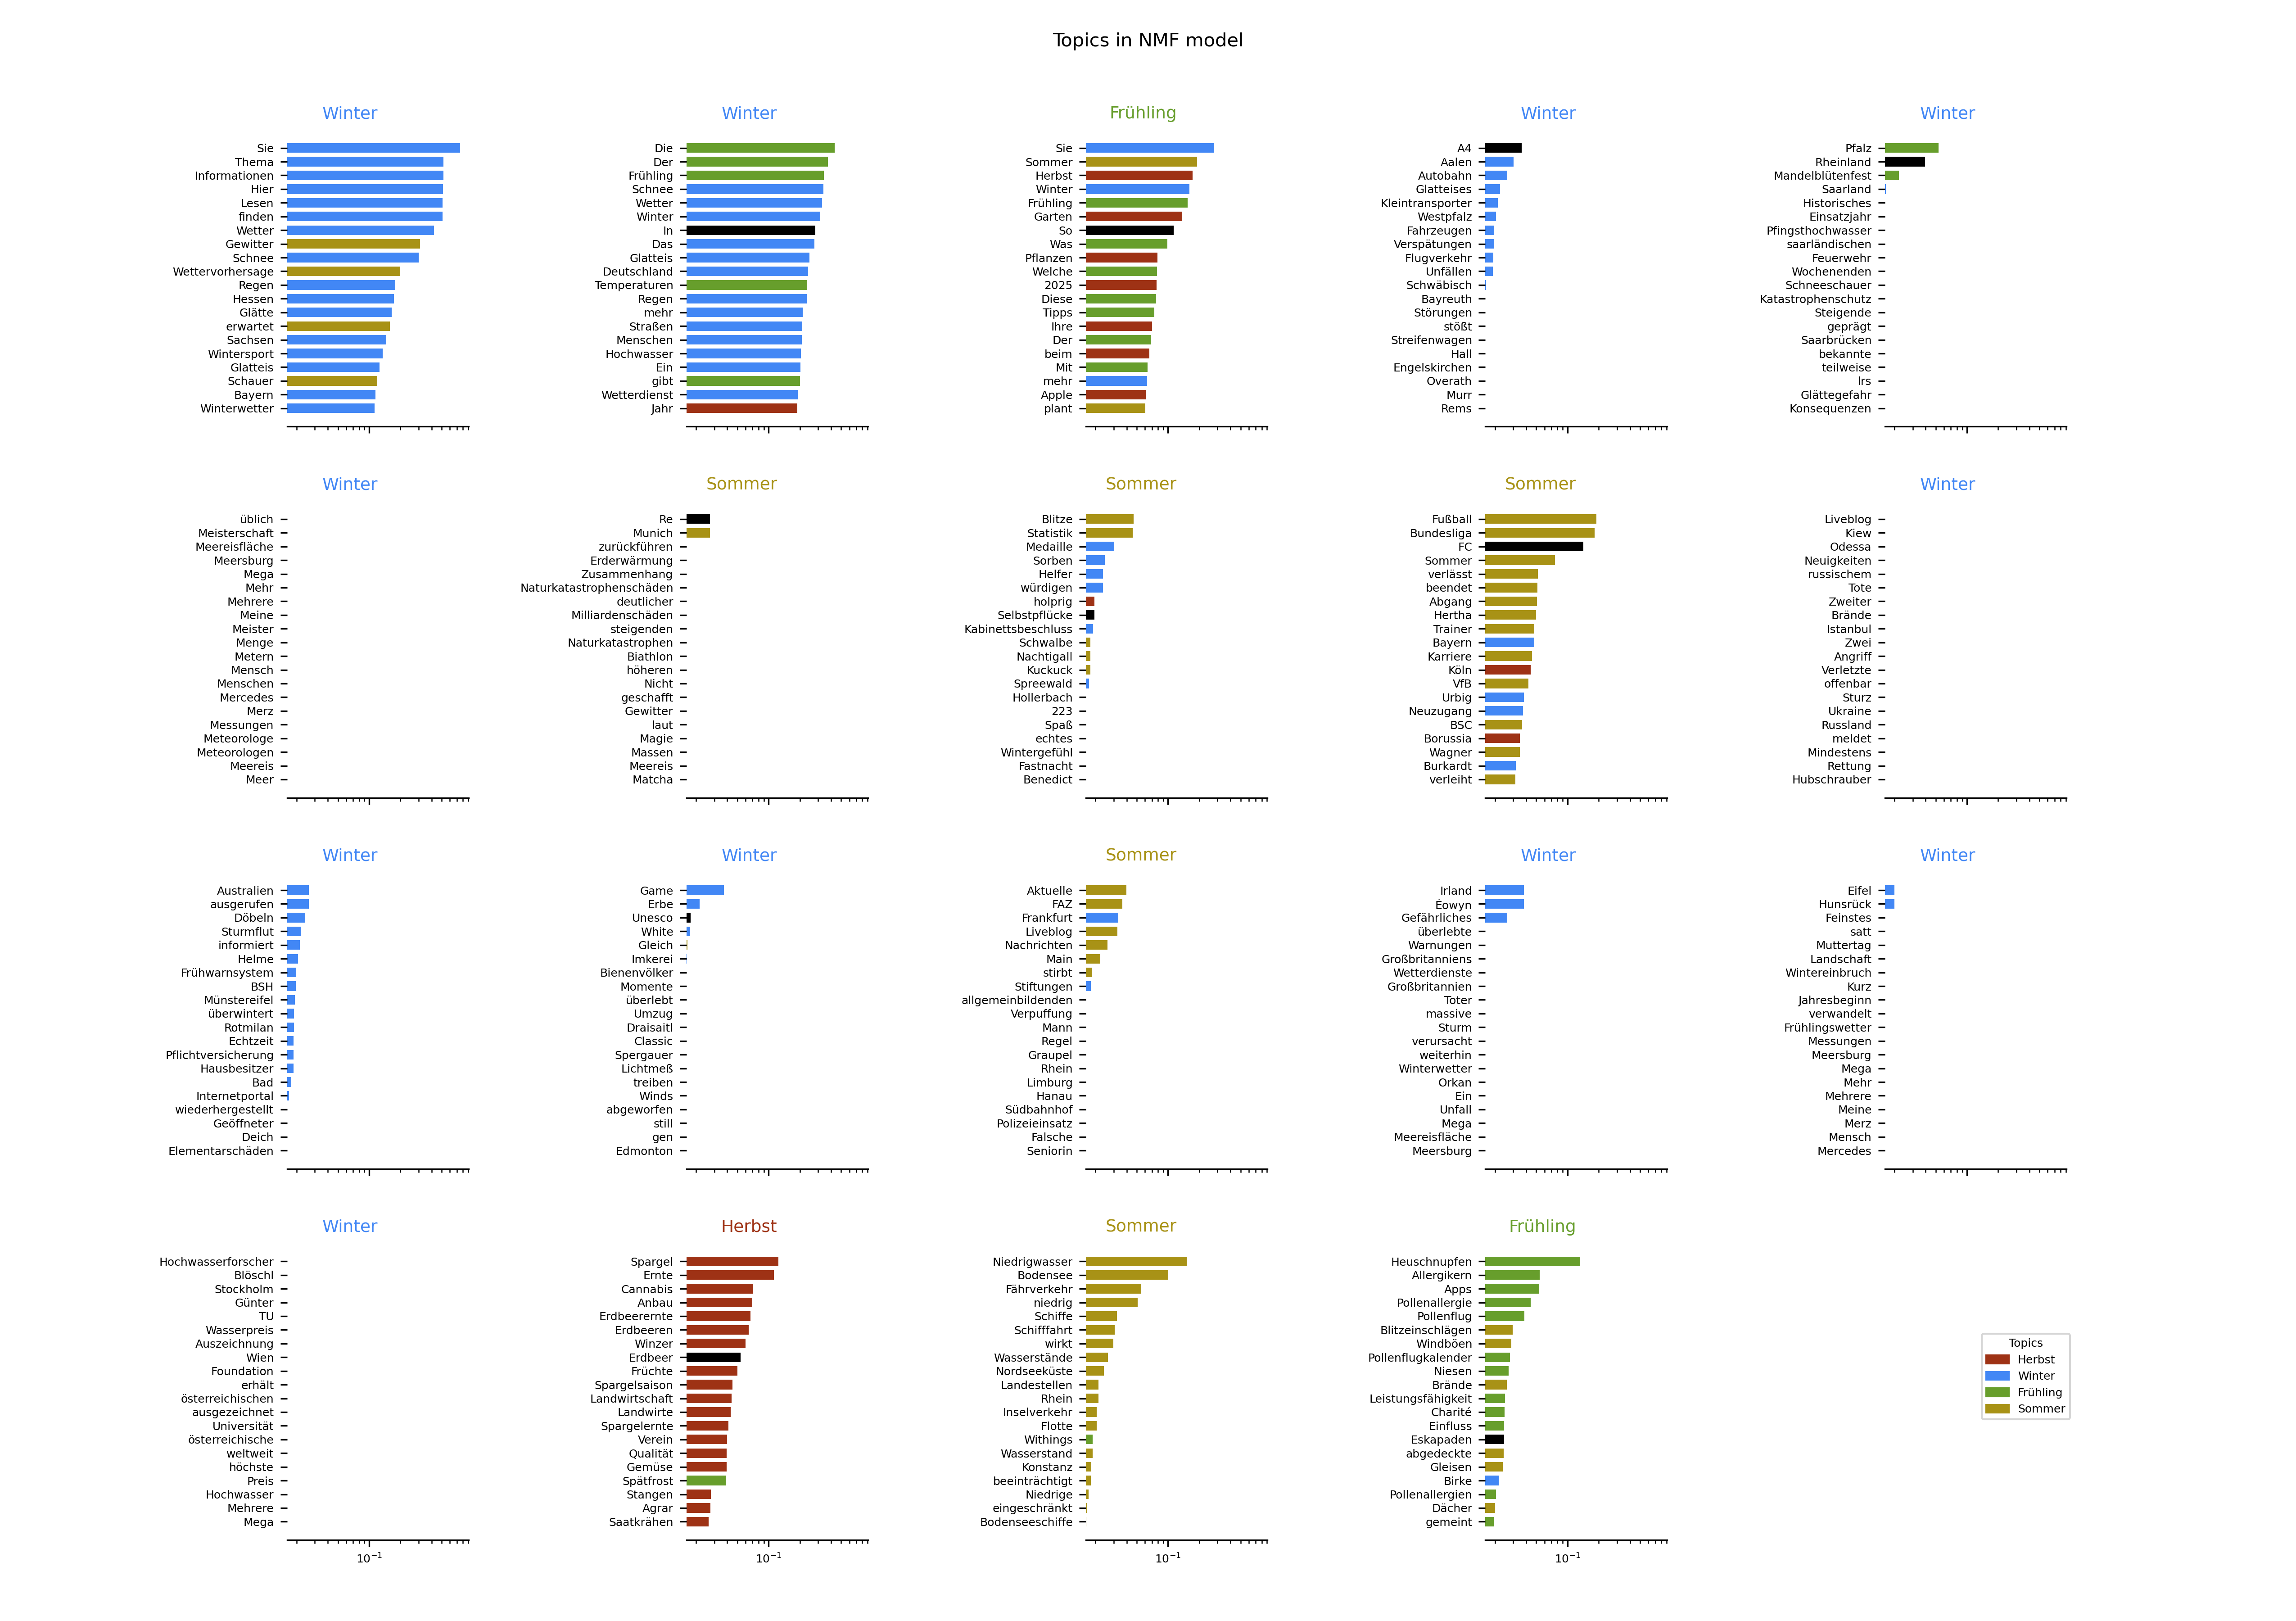 Topics in NMF model
Winter
Sie
Thema
Informationen
Hier
Lesen
finden
Wetter
Gewitter
Schnee
Wettervorhersage
Regen
Hessen
Glätte
erwartet
Sachsen
Wintersport
Glatteis
Schauer
Bayern
Winterwetter
Winter
Die
Der
Frühling
Schnee
Wetter
Winter
In
Das
Glatteis
Deutschland
Temperaturen
Regen
mehr
Straßen
Menschen
Hochwasser
Ein
gibt
Wetterdienst
Jahr
Frühling
Sie
Sommer
Herbst
Winter
Frühling
Garten
So
Was
Pflanzen
Welche
2025
Diese
Tipps
Ihre
Der
beim
Mit
mehr
Apple
plant
Winter
A4
Aalen
Autobahn
Glatteises
Kleintransporter
Westpfalz
Fahrzeugen
Verspätungen
Flugverkehr
Unfällen
Schwäbisch
Bayreuth
Störungen
stößt
Streifenwagen
Hall
Engelskirchen
Overath
Murr
Rems
Winter
Pfalz
Rheinland
Mandelblütenfest
Saarland
Historisches
Einsatzjahr
Pfingsthochwasser
saarländischen
Feuerwehr
Wochenenden
Schneeschauer
Katastrophenschutz
Steigende
geprägt
Saarbrücken
bekannte
teilweise
lrs
Glättegefahr
Konsequenzen
Winter
üblich
Meisterschaft
Meereisfläche
Meersburg
Mega
Mehr
Mehrere
Meine
Meister
Menge
Metern
Mensch
Menschen
Mercedes
Merz
Messungen
Meteorologe
Meteorologen
Meereis
Meer
Sommer
Re
Munich
zurückführen
Erderwärmung
Zusammenhang
Naturkatastrophenschäden
deutlicher
Milliardenschäden
steigenden
Naturkatastrophen
Biathlon
höheren
Nicht
geschafft
Gewitter
laut
Magie
Massen
Meereis
Matcha
Sommer
Blitze
Statistik
Medaille
Sorben
Helfer
würdigen
holprig
Selbstpflücke
Kabinettsbeschluss
Schwalbe
Nachtigall
Kuckuck
Spreewald
Hollerbach
223
Spaß
echtes
Wintergefühl
Fastnacht
Benedict
Sommer
Fußball
Bundesliga
FC
Sommer
verlässt
beendet
Abgang
Hertha
Trainer
Bayern
Karriere
Köln
VfB
Urbig
Neuzugang
BSC
Borussia
Wagner
Burkardt
verleiht
Winter
Liveblog
Kiew
Odessa
Neuigkeiten
russischem
Tote
Zweiter
Brände
Istanbul
Zwei
Angriff
Verletzte
offenbar
Sturz
Ukraine
Russland
meldet
Mindestens
Rettung
Hubschrauber
Winter
Australien
ausgerufen
Döbeln
Sturmflut
informiert
Helme
Frühwarnsystem
BSH
Münstereifel
überwintert
Rotmilan
Echtzeit
Pflichtversicherung
Hausbesitzer
Bad
Internetportal
wiederhergestellt
Geöffneter
Deich
Elementarschäden
Winter
Game
Erbe
Unesco
White
Gleich
Imkerei
Bienenvölker
Momente
überlebt
Umzug
Draisaitl
Classic
Spergauer
Lichtmeß
treiben
Winds
abgeworfen
still
gen
Edmonton
Sommer
Aktuelle
FAZ
Frankfurt
Liveblog
Nachrichten
Main
stirbt
Stiftungen
allgemeinbildenden
Verpuffung
Mann
Regel
Graupel
Rhein
Limburg
Hanau
Südbahnhof
Polizeieinsatz
Falsche
Seniorin
Winter
Irland
Éowyn
Gefährliches
überlebte
Warnungen
Großbritanniens
Wetterdienste
Großbritannien
Toter
massive
Sturm
verursacht
weiterhin
Winterwetter
Orkan
Ein
Unfall
Mega
Meereisfläche
Meersburg
Winter
Eifel
Hunsrück
Feinstes
satt
Muttertag
Landschaft
Wintereinbruch
Kurz
Jahresbeginn
verwandelt
Frühlingswetter
Messungen
Meersburg
Mega
Mehr
Mehrere
Meine
Merz
Mensch
Mercedes
Winter
Hochwasserforscher
Blöschl
Stockholm
Günter
TU
Wasserpreis
Auszeichnung
Wien
Foundation
erhält
österreichischen
ausgezeichnet
Universität
österreichische
weltweit
höchste
Preis
Hochwasser
Mehrere
Mega
10⁻¹
Herbst
Spargel
Ernte
Cannabis
Anbau
Erdbeerernte
Erdbeeren
Winzer
Erdbeer
Früchte
Spargelsaison
Landwirtschaft
Landwirte
Spargelernte
Verein
Qualität
Gemüse
Spätfrost
Stangen
Agrar
Saatkrähen
10⁻¹
Sommer
Niedrigwasser
Bodensee
Fährverkehr
niedrig
Schiffe
Schifffahrt
wirkt
Wasserstände
Nordseeküste
Landestellen
Rhein
Inselverkehr
Flotte
Withings
Wasserstand
Konstanz
beeinträchtigt
Niedrige
eingeschränkt
Bodenseeschiffe
10⁻¹
Frühling
Heuschnupfen
Allergikern
Apps
Pollenallergie
Pollenflug
Blitzeinschlägen
Windböen
Pollenflugkalender
Niesen
Brände
Leistungsfähigkeit
Charité
Einfluss
Eskapaden
abgedeckte
Gleisen
Birke
Pollenallergien
Dächer
gemeint
10⁻¹
Topics
Herbst
Winter
Frühling
Sommer